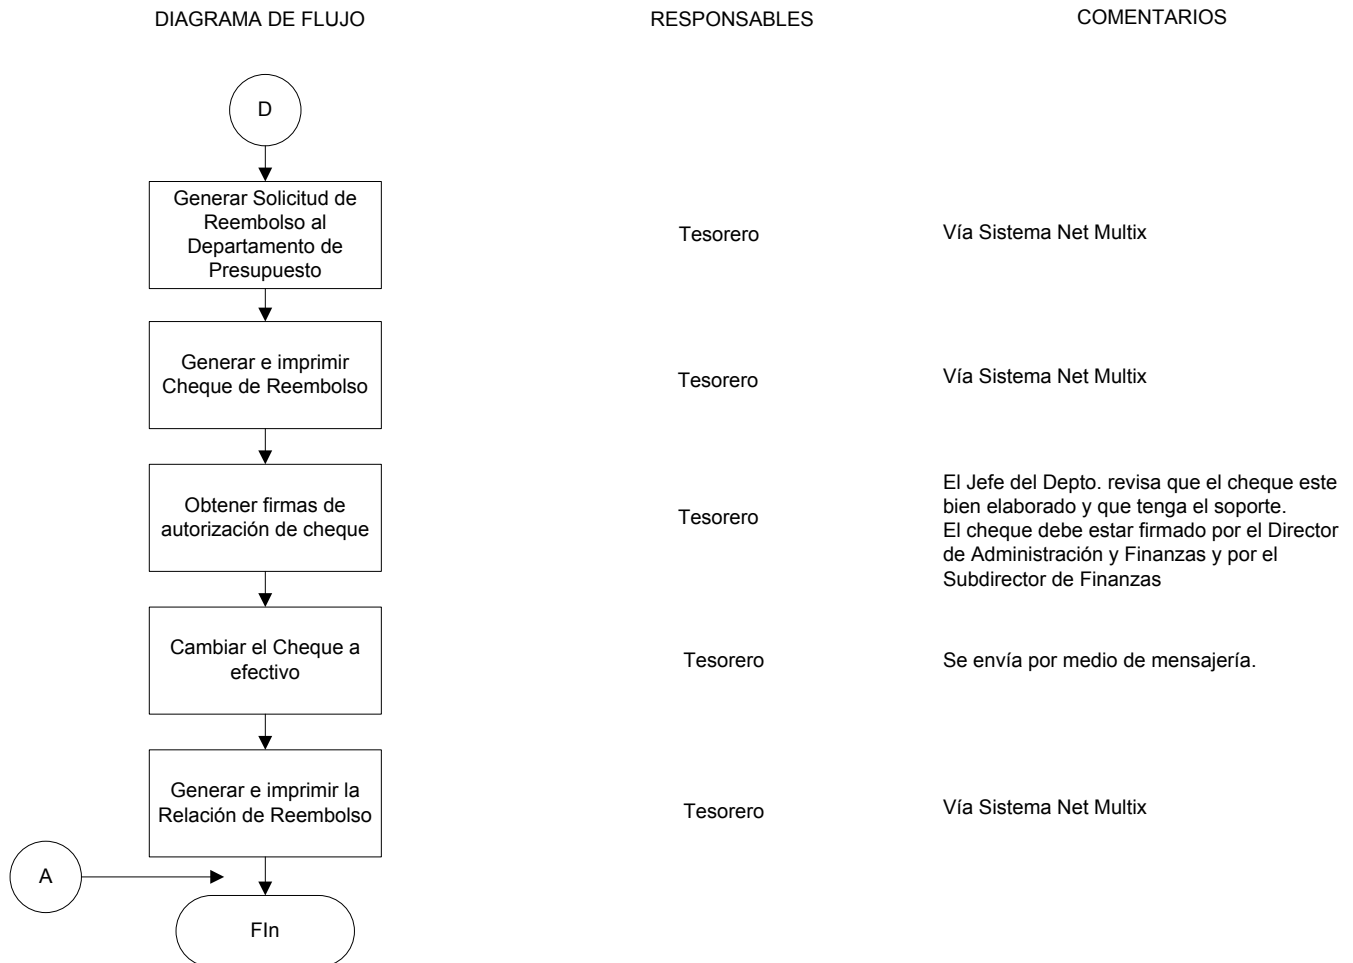 DIAGRAMA DE FLUJO
RESPONSABLES
COMENTARIOS
D
Generar Solicitud de
Reembolso al
Departamento de
Presupuesto
Tesorero
Vía Sistema Net Multix
Generar e imprimir
Cheque de Reembolso
Tesorero
Vía Sistema Net Multix
Obtener firmas de
autorización de cheque
Tesorero
El Jefe del Depto. revisa que el cheque este
bien elaborado y que tenga el soporte.
El cheque debe estar firmado por el Director
de Administración y Finanzas y por el
Subdirector de Finanzas
Cambiar el Cheque a
efectivo
Tesorero
Se envía por medio de mensajería.
Generar e imprimir la
Relación de Reembolso
Tesorero
Vía Sistema Net Multix
A
FIn